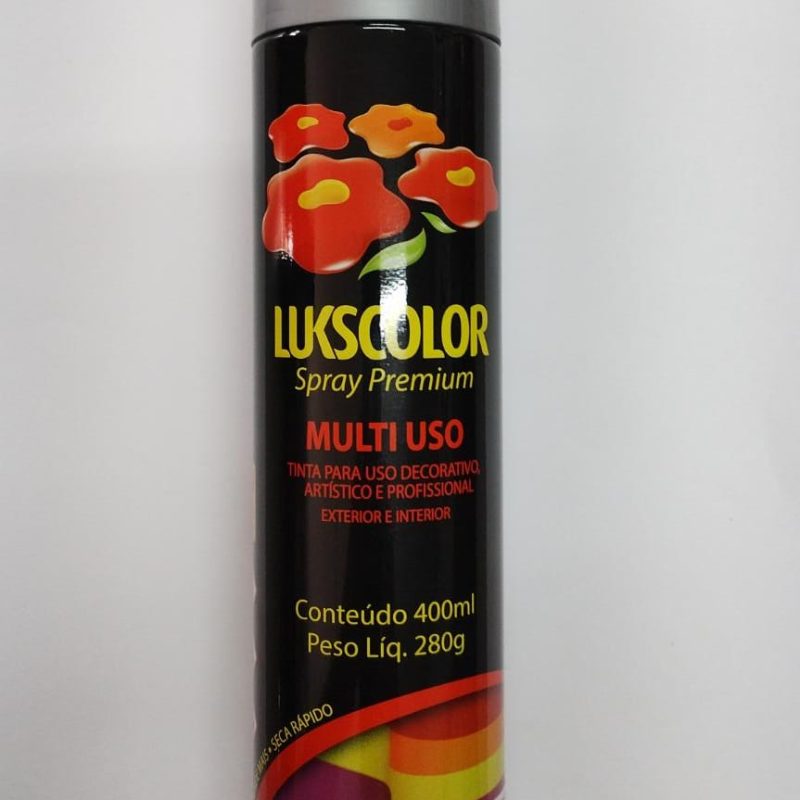 LUKSCOLOR
Spray Premium
MULTI USO
TINTA PARA USO DECORATIVO,
ARTÍSTICO E PROFISSIONAL
EXTERIOR E INTERIOR
Conteúdo 400ml
Peso Líq. 280g
MAIS • SECA RÁPIDO